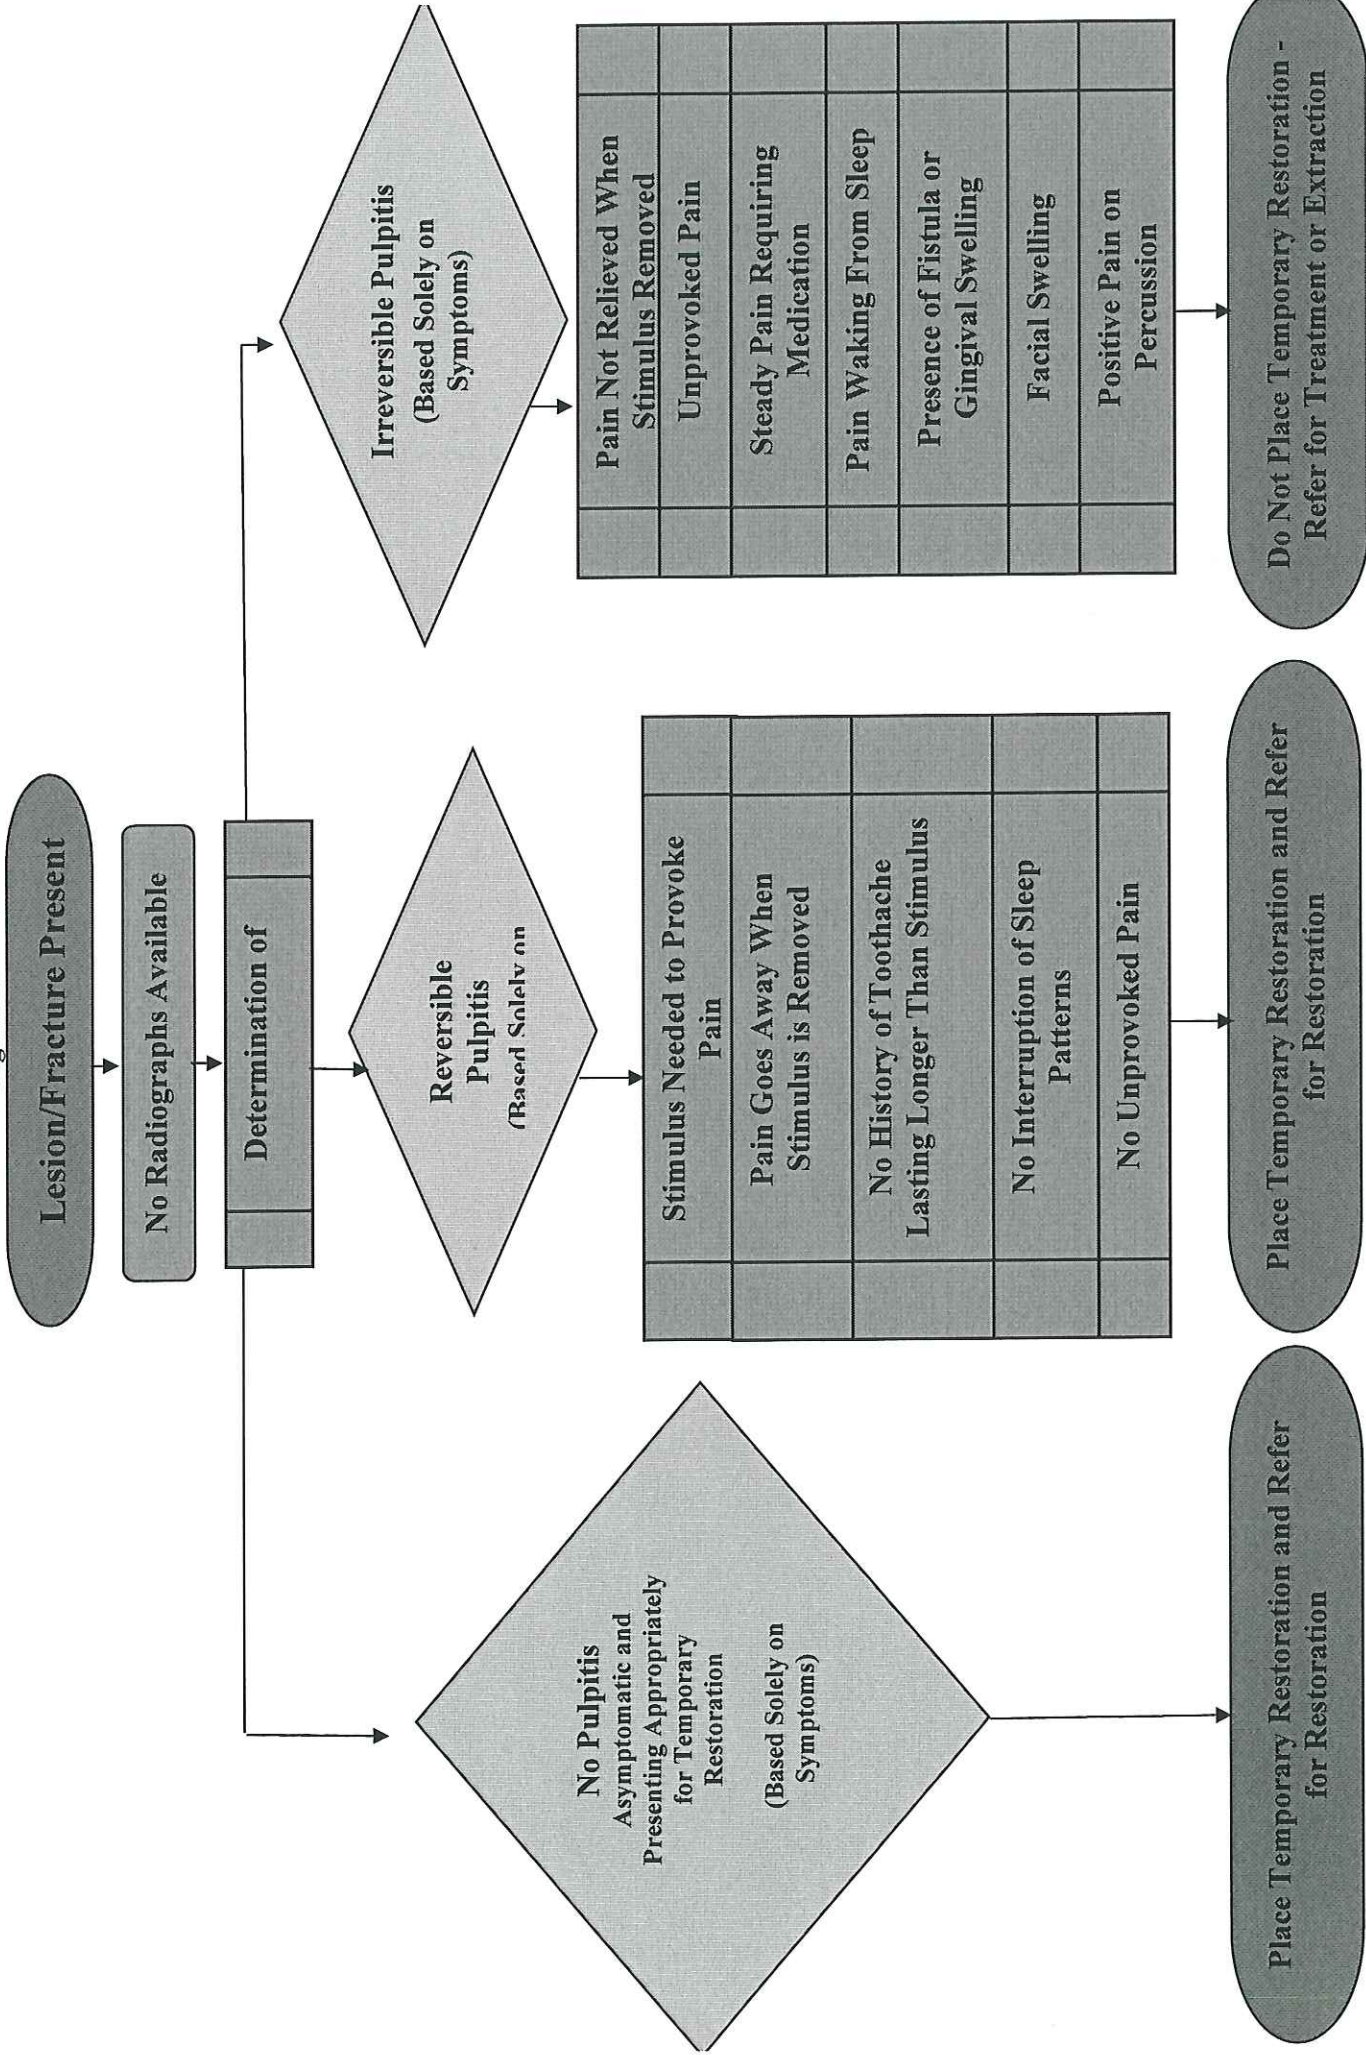 Lesion/Fracture Present
No Radiographs Available
Determination of
No Pulpitis
Asymptomatic and
Presenting Appropriately
for Temporary
Restoration
(Based Solely on
Symptoms)
Place Temporary Restoration and Refer
for Restoration
Reversible
Pulpitis
(Based Solely on
Stimulus Needed to Provoke
Pain
Pain Goes Away When
Stimulus is Removed
No History of Toothache
Lasting Longer Than Stimulus
No Interruption of Sleep
Patterns
No Unprovoked Pain
Place Temporary Restoration and Refer
for Restoration
Irreversible Pulpitis
(Based Solely on
Symptoms)
Pain Not Relieved When
Stimulus Removed
Unprovoked Pain
Steady Pain Requiring
Medication
Pain Waking From Sleep
Presence of Fistula or
Gingival Swelling
Facial Swelling
Positive Pain on
Percussion
Do Not Place Temporary Restoration -
Refer for Treatment or Extraction